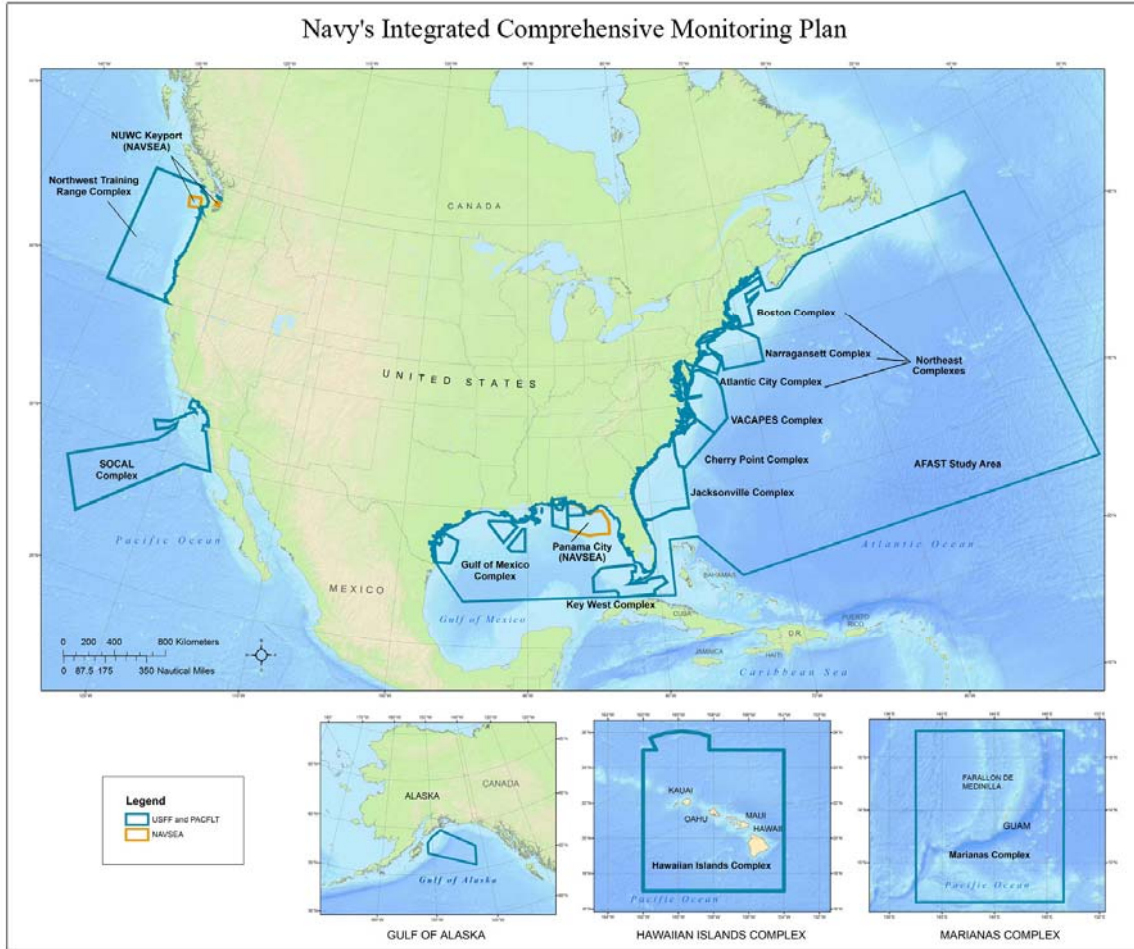 Navy's Integrated Comprehensive Monitoring Plan
NUWC Keyport
(NAVSEA)
Northwest Training
Range Complex
CANADA
Boston Complex
Narragansett Complex
Northeast
Complexes
Atlantic City Complex
UNITED STATES
VACAPES Complex
Cherry Point Complex
AFAST Study Area
SOCAL
Complex
Jacksonville Complex
Pacific Ocean
Atlantic Ocean
Panama City
(NAVSEA)
Gulf of Mexico
Complex
BAHAMAS
MEXICO
Key West Complex
Gulf of Mexico
CUBA
PUERTO
RICO
D.R.
HAITI
JAMAICA
Caribbean Sea
0 200 400 800 Kilometers
0 87.5 175 350 Nautical Miles
Legend
USFF and PACFLT
NAVSEA
CANADA
ALASKA
Gulf of Alaska
GULF OF ALASKA
KAUAI
OAHU
MAUI
HAWAII
Hawaiian Islands Complex
Pacific Ocean
HAWAIIAN ISLANDS COMPLEX
FARALLON DE
MEDINILLA
GUAM
Marianas Complex
Pacific Ocean
MARIANAS COMPLEX